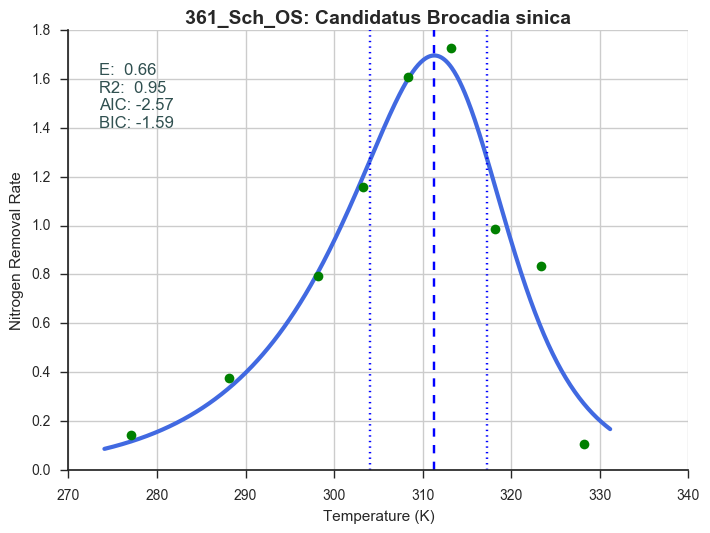 361_Sch_OS: Candidatus Brocadia sinica
E:  0.66
R2:  0.95
AIC: -2.57
BIC: -1.59
Nitrogen Removal Rate
1.8
1.6
1.4
1.2
1.0
0.8
0.6
0.4
0.2
0.0
270 280 290 300 310 320 330 340
Temperature (K)